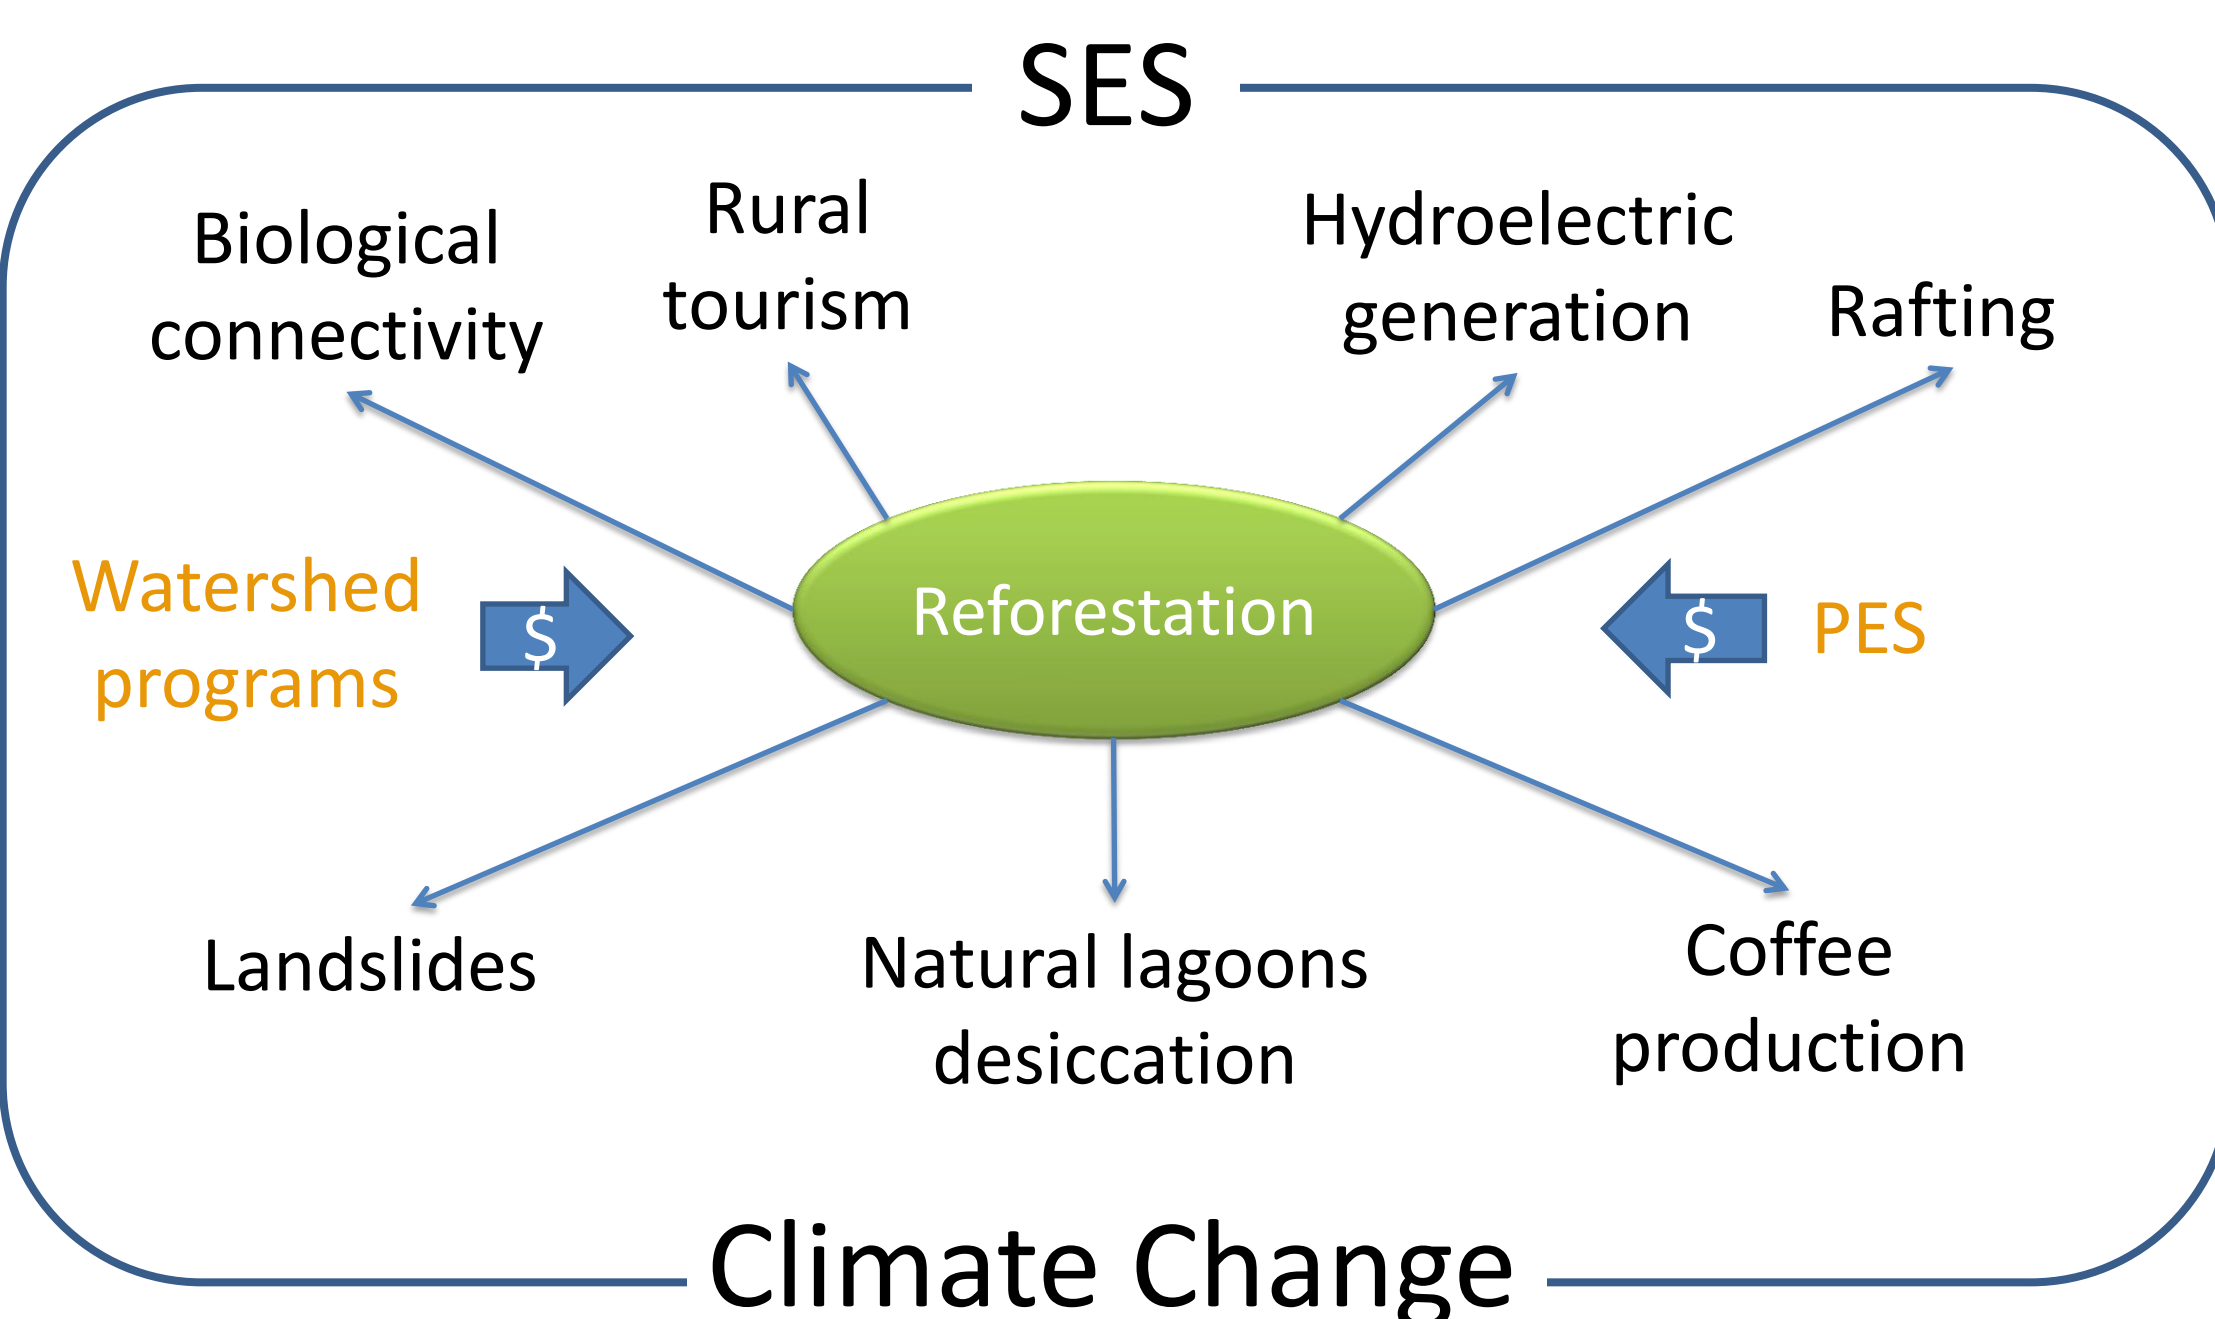 SES
Biological
connectivity
Rural
tourism
Hydroelectric
generation
Rafting
Watershed
programs
$
Reforestation
$
PES
Landslides
Natural lagoons
desiccation
Coffee
production
Climate Change